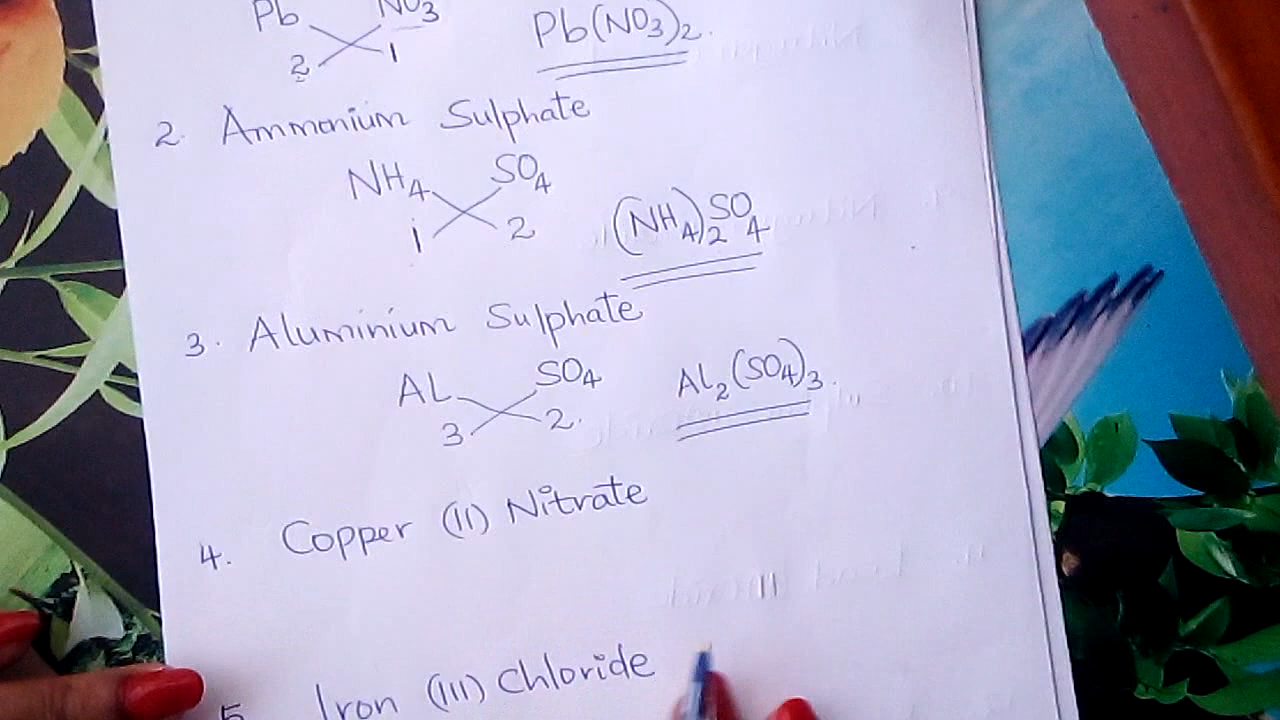 Pb NO3
2 1 Pb(NO3)2.
2. Ammonium Sulphate
NH4 SO4
1 2 (NH4)2SO4
3. Aluminium Sulphate
AL SO4 AL2(SO4)3.
3 2.
4. Copper (II) Nitrate
5 Iron (III) Chloride